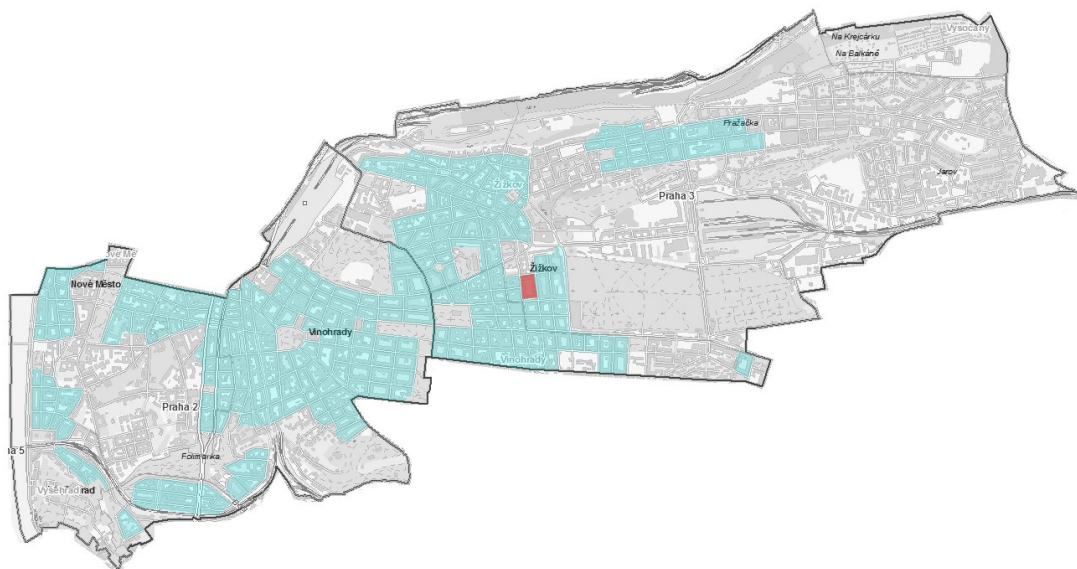 Na Krejcárku
Vysočany
Na Balkáně
Pražačka
Jarov
Žižkov
Praha 3
Žižkov
Nové Město
Vinohrady
Vinohrady
Praha 2
Folimanka
Vyšehrad